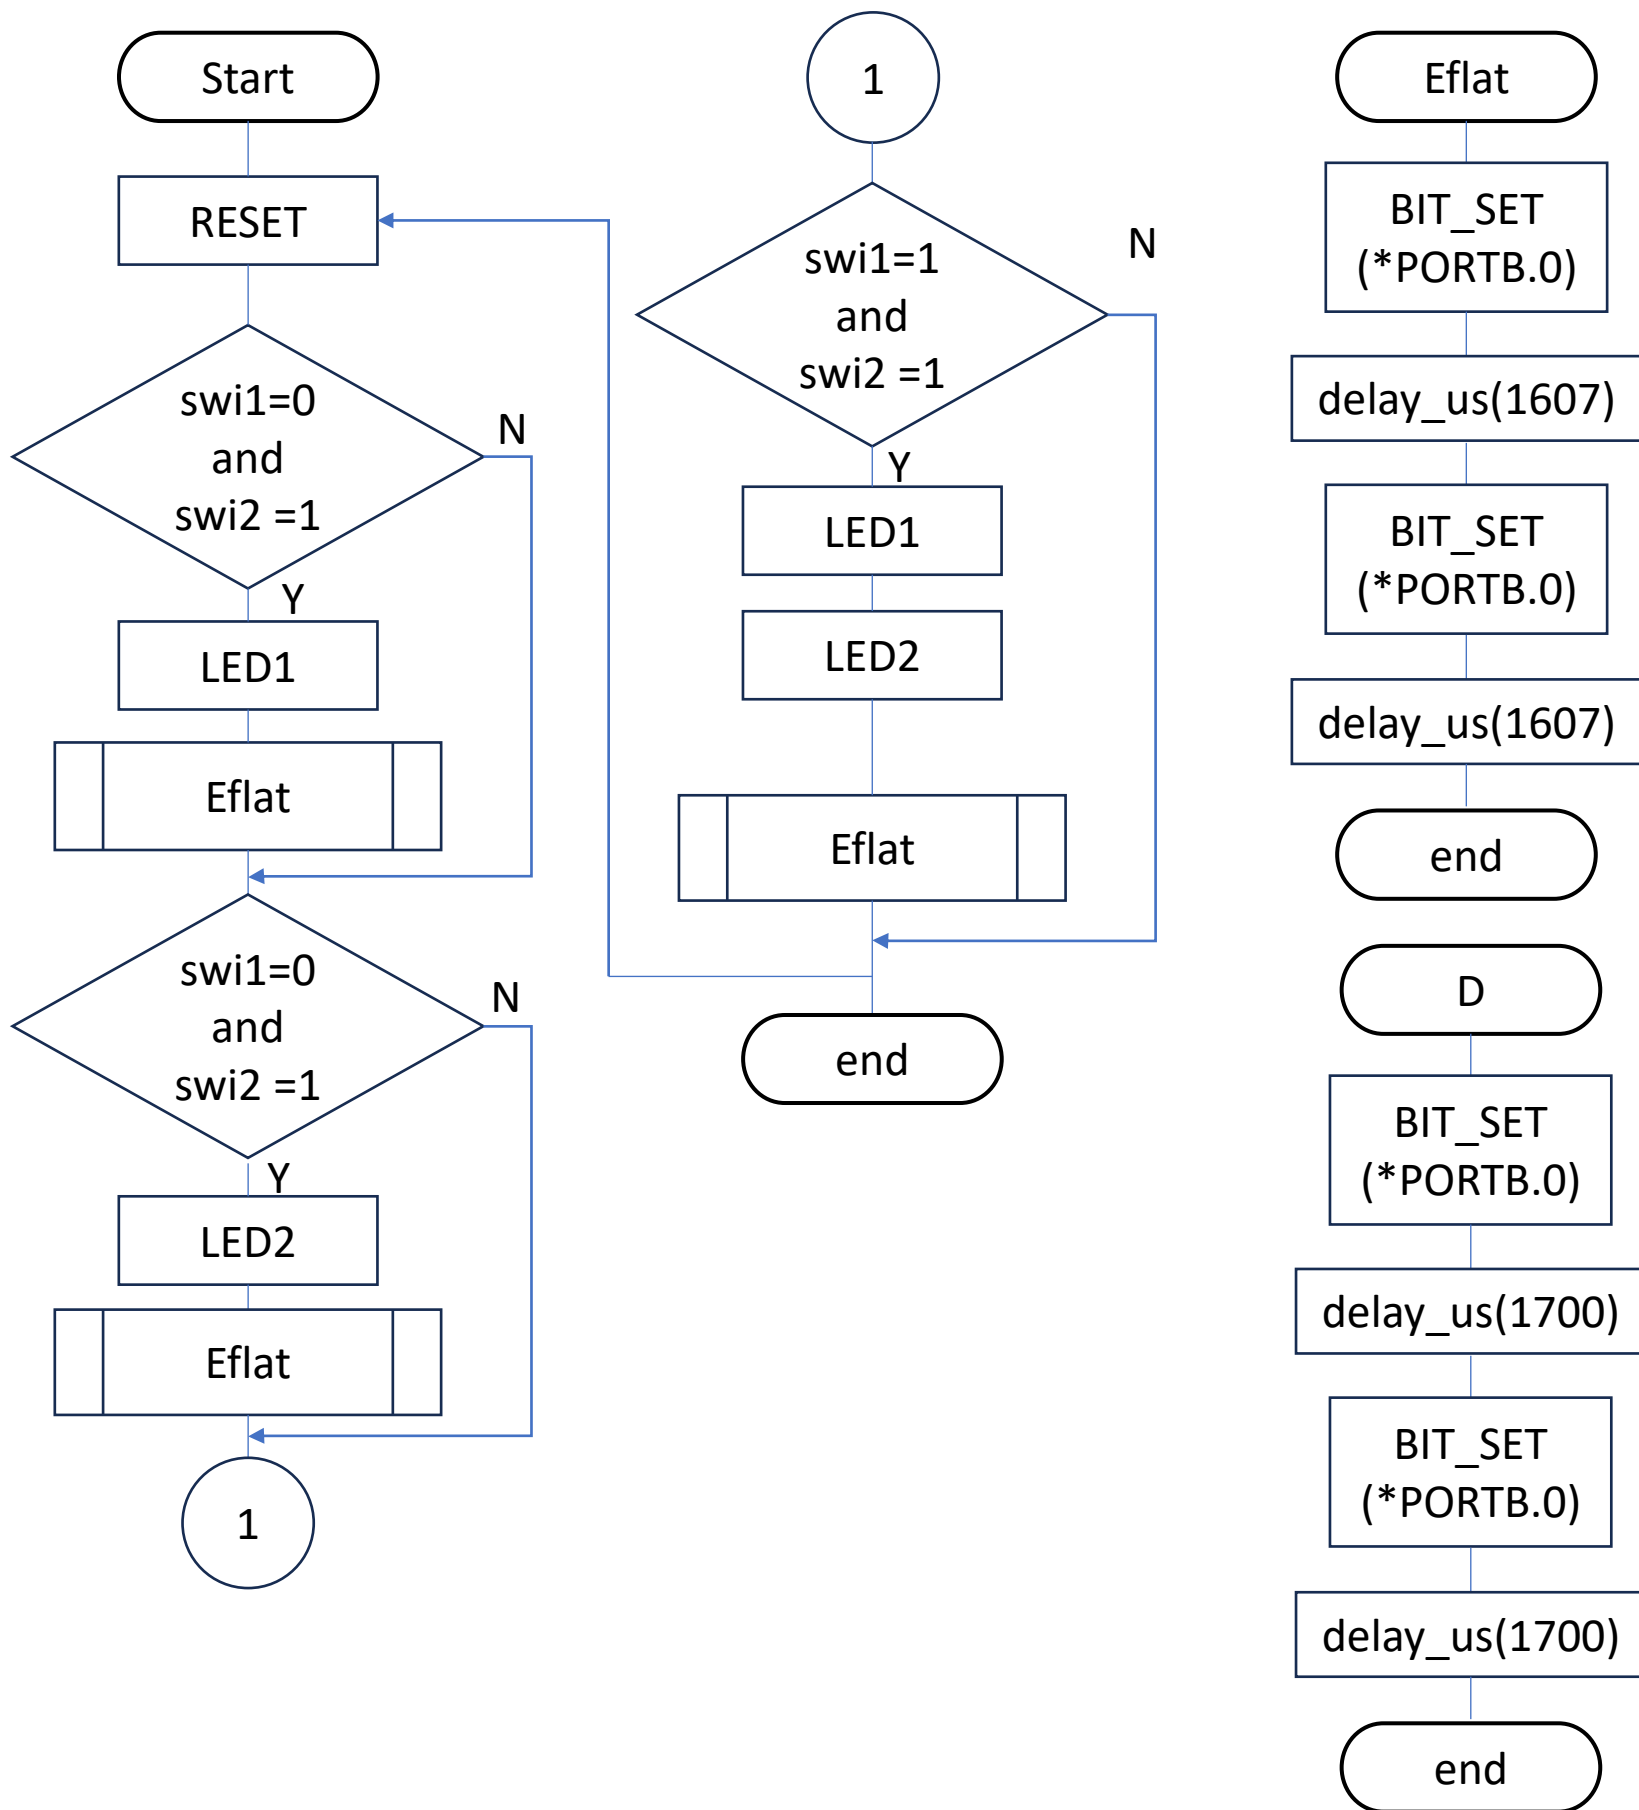 Start
RESET
swi1=0
and
swi2 =1
N
Y
LED1
Eflat
swi1=0
and
swi2 =1
N
Y
LED2
Eflat
1
1
swi1=1
and
swi2 =1
N
Y
LED1
LED2
Eflat
end
Eflat
BIT_SET
(*PORTB.0)
delay_us(1607)
BIT_SET
(*PORTB.0)
delay_us(1607)
end
D
BIT_SET
(*PORTB.0)
delay_us(1700)
BIT_SET
(*PORTB.0)
delay_us(1700)
end